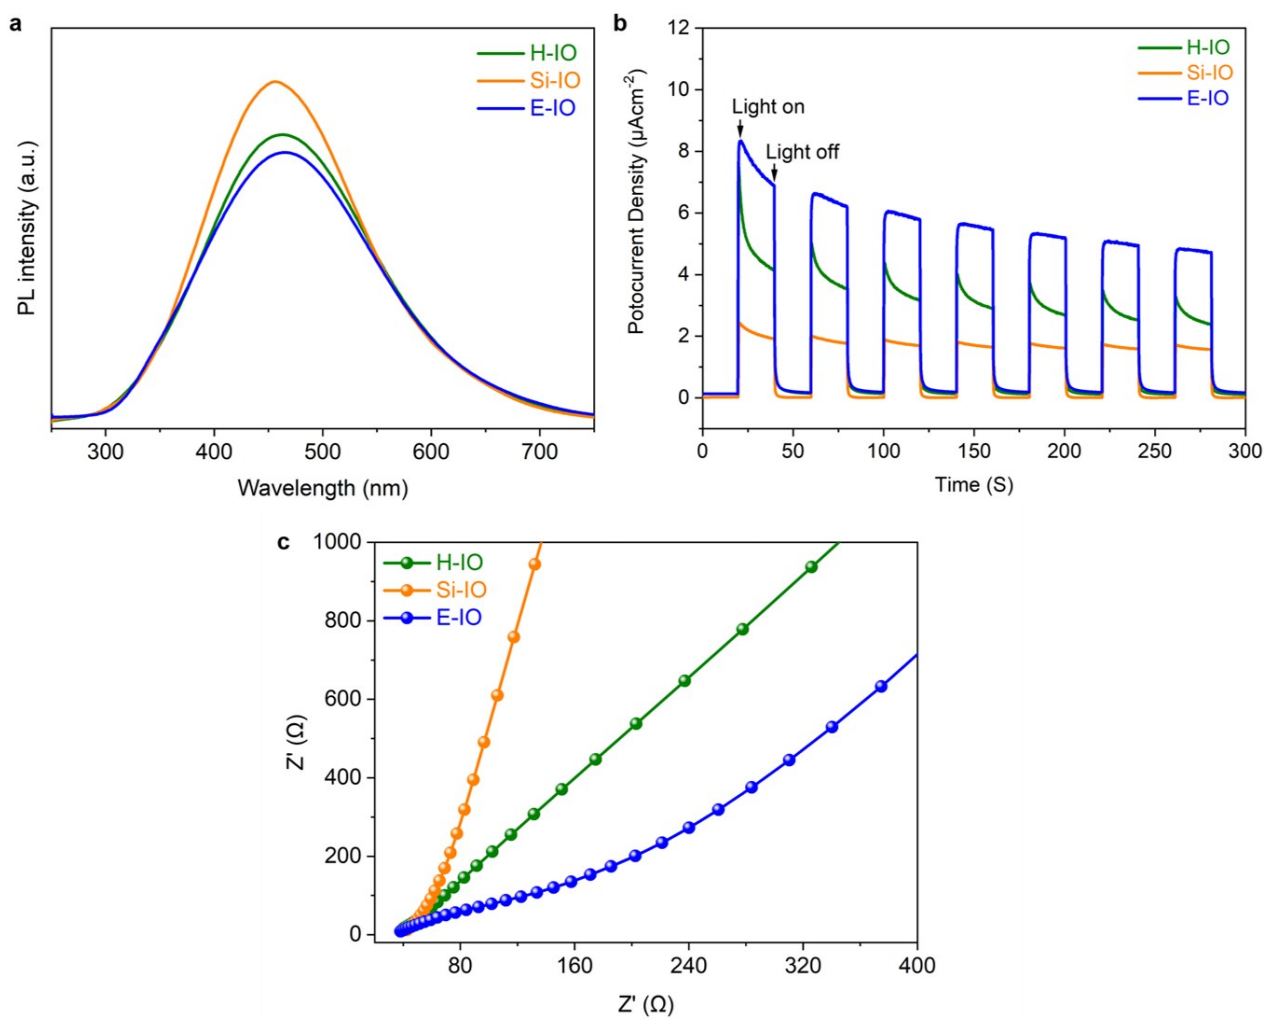 a
H-IO
Si-IO
E-IO
PL intensity (a.u.)
300 400 500 600 700
Wavelength (nm)
b
H-IO
Si-IO
E-IO
Light on
Light off
Potocurrent Density (μAcm-2)
12
10
8
6
4
2
0
0 50 100 150 200 250 300
Time (S)
c
H-IO
Si-IO
E-IO
Z' (Ω)
1000
800
600
400
200
0
80 160 240 320 400
Z' (Ω)